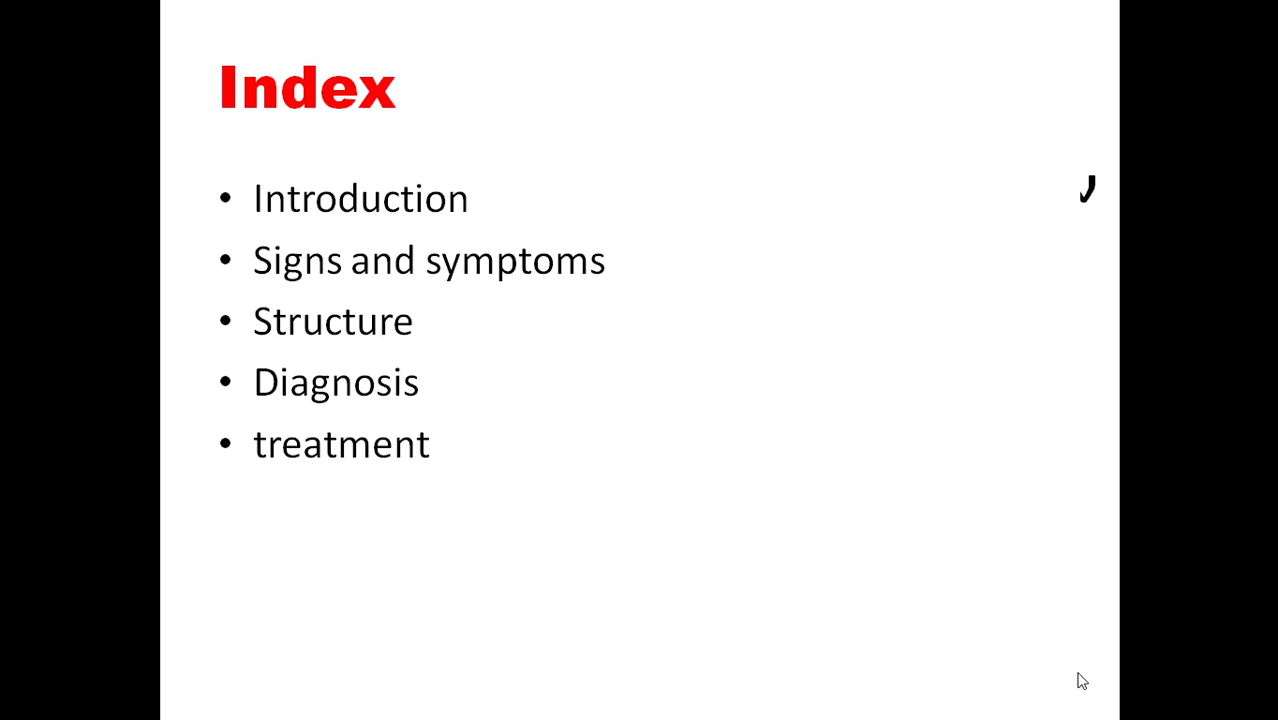 Index
• Introduction
• Signs and symptoms
• Structure
• Diagnosis
• treatment